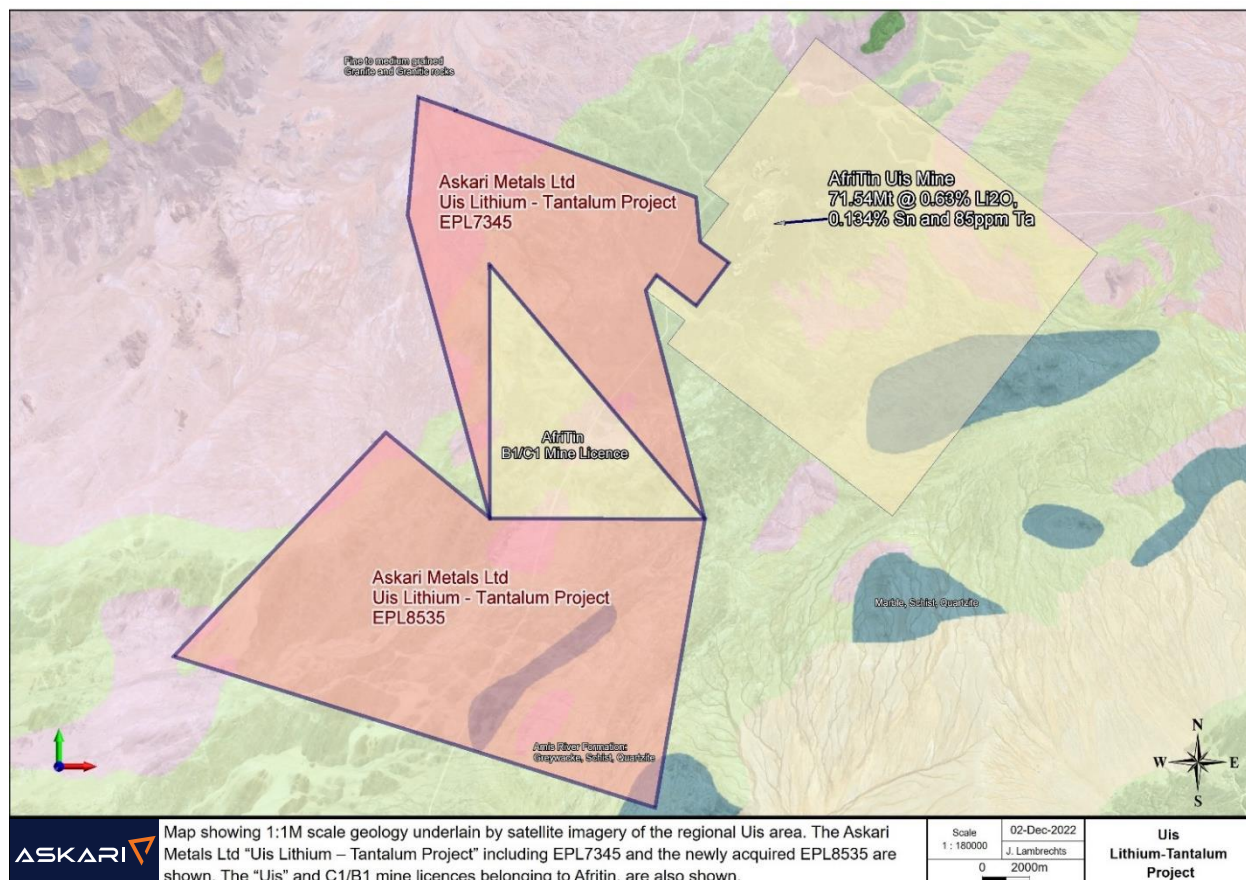 Fine to medium grained
Granite and Granitic rocks
Askari Metals Ltd
Uis Lithium - Tantalum Project
EPL7345
AfriTin Uis Mine
71.54Mt @ 0.63% Li2O,
0.134% Sn and 85ppm Ta
AfriTin
B1/C1 Mine Licence
Askari Metals Ltd
Uis Lithium - Tantalum Project
EPL8535
Marble, Schist, Quartzite
Amis River Formation:
Greywacke, Schist, Quartzite
N
W E
S
ASKARI
Map showing 1:1M scale geology underlain by satellite imagery of the regional Uis area. The Askari
Metals Ltd “Uis Lithium – Tantalum Project” including EPL7345 and the newly acquired EPL8535 are
shown. The “Uis” and C1/B1 mine licences belonging to Afritin, are also shown.
Scale
1 : 180000
02-Dec-2022
J. Lambrechts
0 2000m
Uis
Lithium-Tantalum
Project